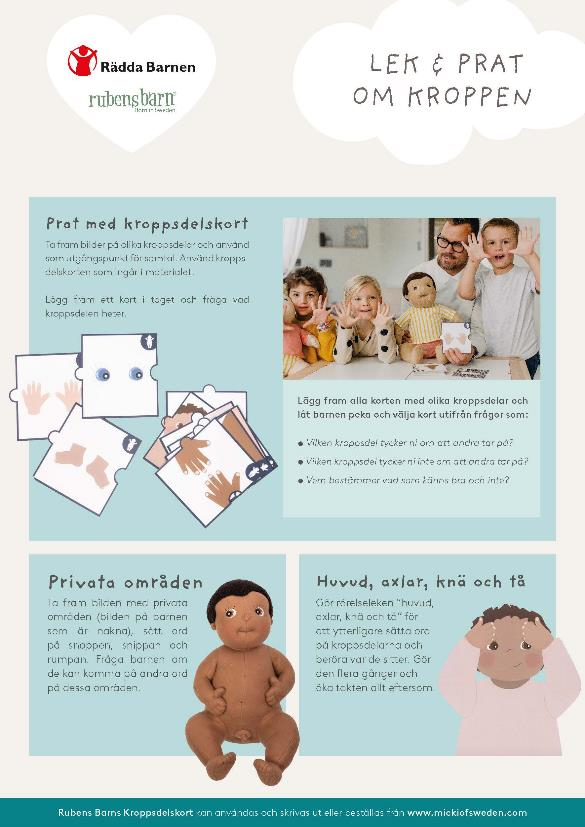 Rädda Barnen
rubens barn
Born in Sweden
LEK & PRAT
OM KROPPEN
Prat med kroppsdelskort
Ta fram bilder på olika kroppsdelar och använd
som utgångspunkt för samtal. Använd kropps-
delskorten som ingår i materialet.
Lägg fram ett kort i taget och fråga vad
kroppsdelen heter.
Lägg fram alla korten med olika kroppsdelar och
låt barnen peka och välja kort utifrån frågor som:
● Vilken kroppsdel tycker ni om att andra tar på?
● Vilken kroppsdel tycker ni inte om att andra tar på?
● Vem bestämmer vad som känns bra och inte?
Privata områden
Ta fram bilden med privata
områden (bilden på barnen
som är nakna), sätt ord
på snoppen, snippan och
rumpan. Fråga barnen om
de kan komma på andra ord
på dessa områden.
Huvud, axlar, knä och tå
Gör rörelseleken "huvud,
axlar, knä och tå" för
att ytterligare sätta ord
på kroppsdelarna och
beröra var de sitter. Gör
den flera gånger och
öka takten allt eftersom.
Rubens Barns Kroppsdelskort kan användas och skrivas ut eller beställas från www.mickiofsweden.com